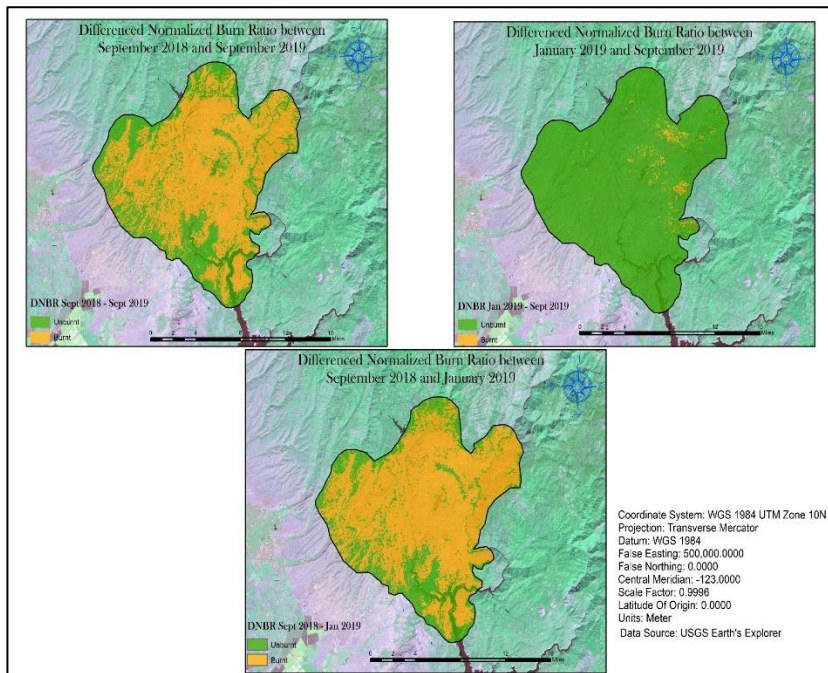 Differenced Normalized Burn Ratio between
September 2018 and September 2019
DNBR Sept 2018 - Sept 2019
Unburnt
Burnt
Miles
Differenced Normalized Burn Ratio between
January 2019 and September 2019
DNBR Jan 2019 - Sept 2019
Unburnt
Burnt
Miles
Differenced Normalized Burn Ratio between
September 2018 and January 2019
DNBR Sept 2018 - Jan 2019
Unburnt
Burnt
Miles
Coordinate System: WGS 1984 UTM Zone 10N
Projection: Transverse Mercator
Datum: WGS 1984
False Easting: 500,000.0000
False Northing: 0.0000
Central Meridian: -123.0000
Scale Factor: 0.9996
Latitude Of Origin: 0.0000
Units: Meter
Data Source: USGS Earth's Explorer